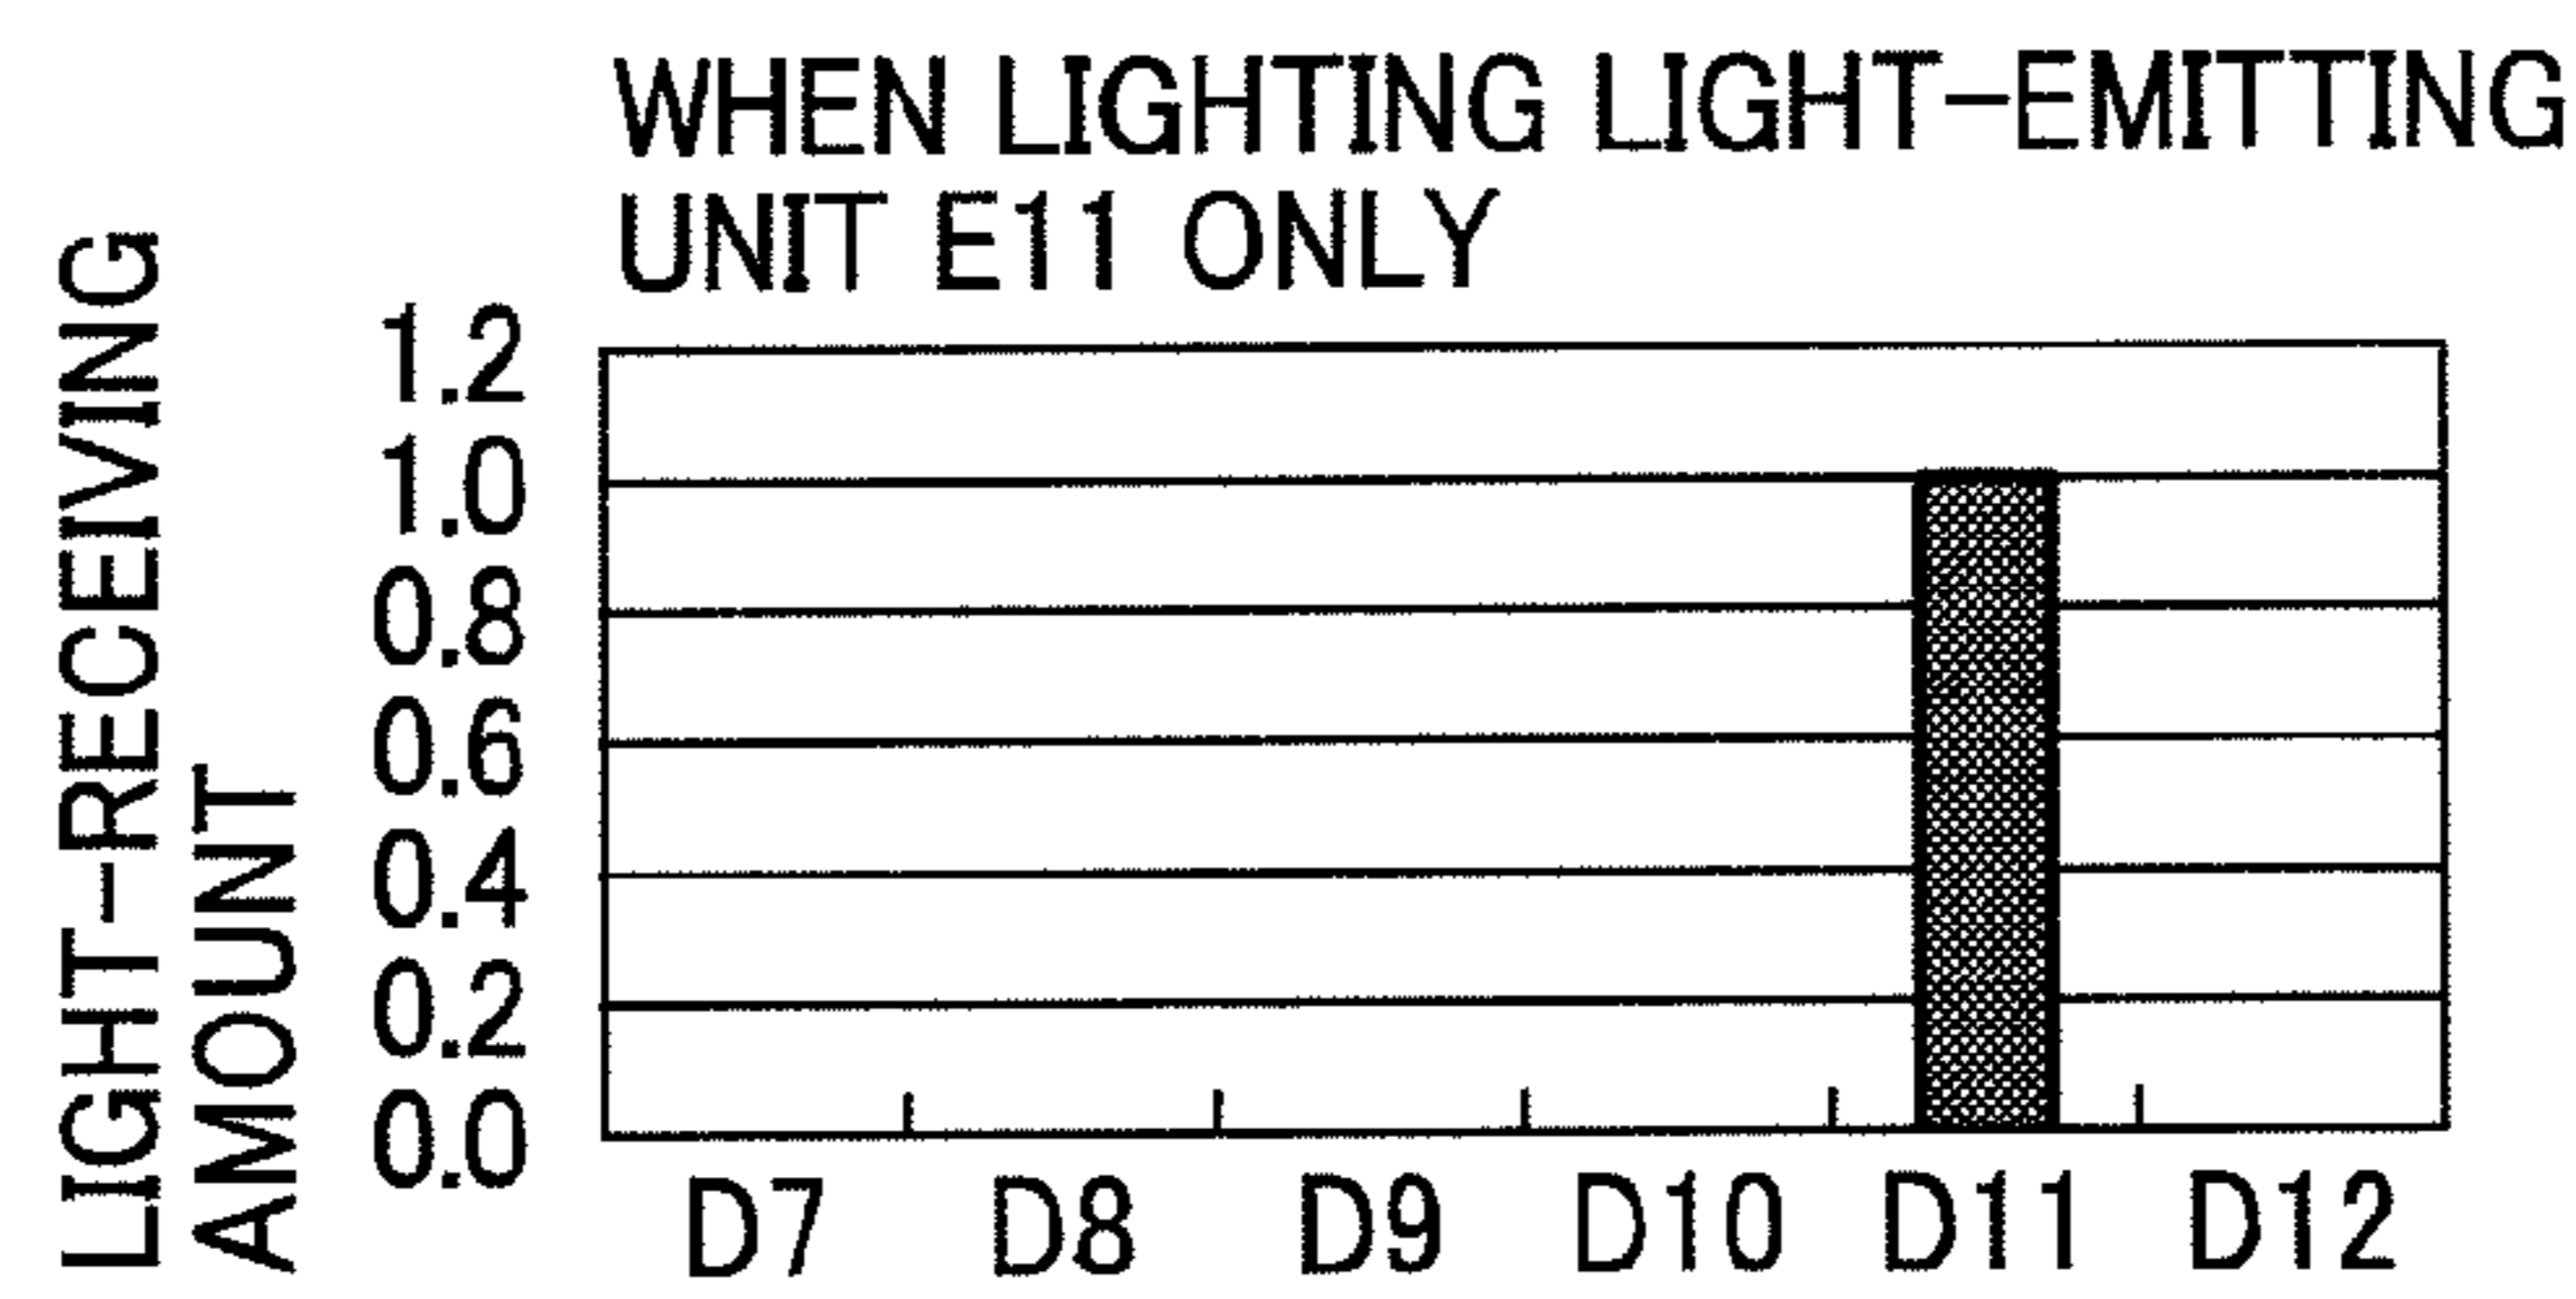 WHEN LIGHTING LIGHT-EMITTING
UNIT E11 ONLY
LIGHT-RECEIVING
AMOUNT
1.2
1.0
0.8
0.6
0.4
0.2
0.0
D7 D8 D9 D10 D11 D12